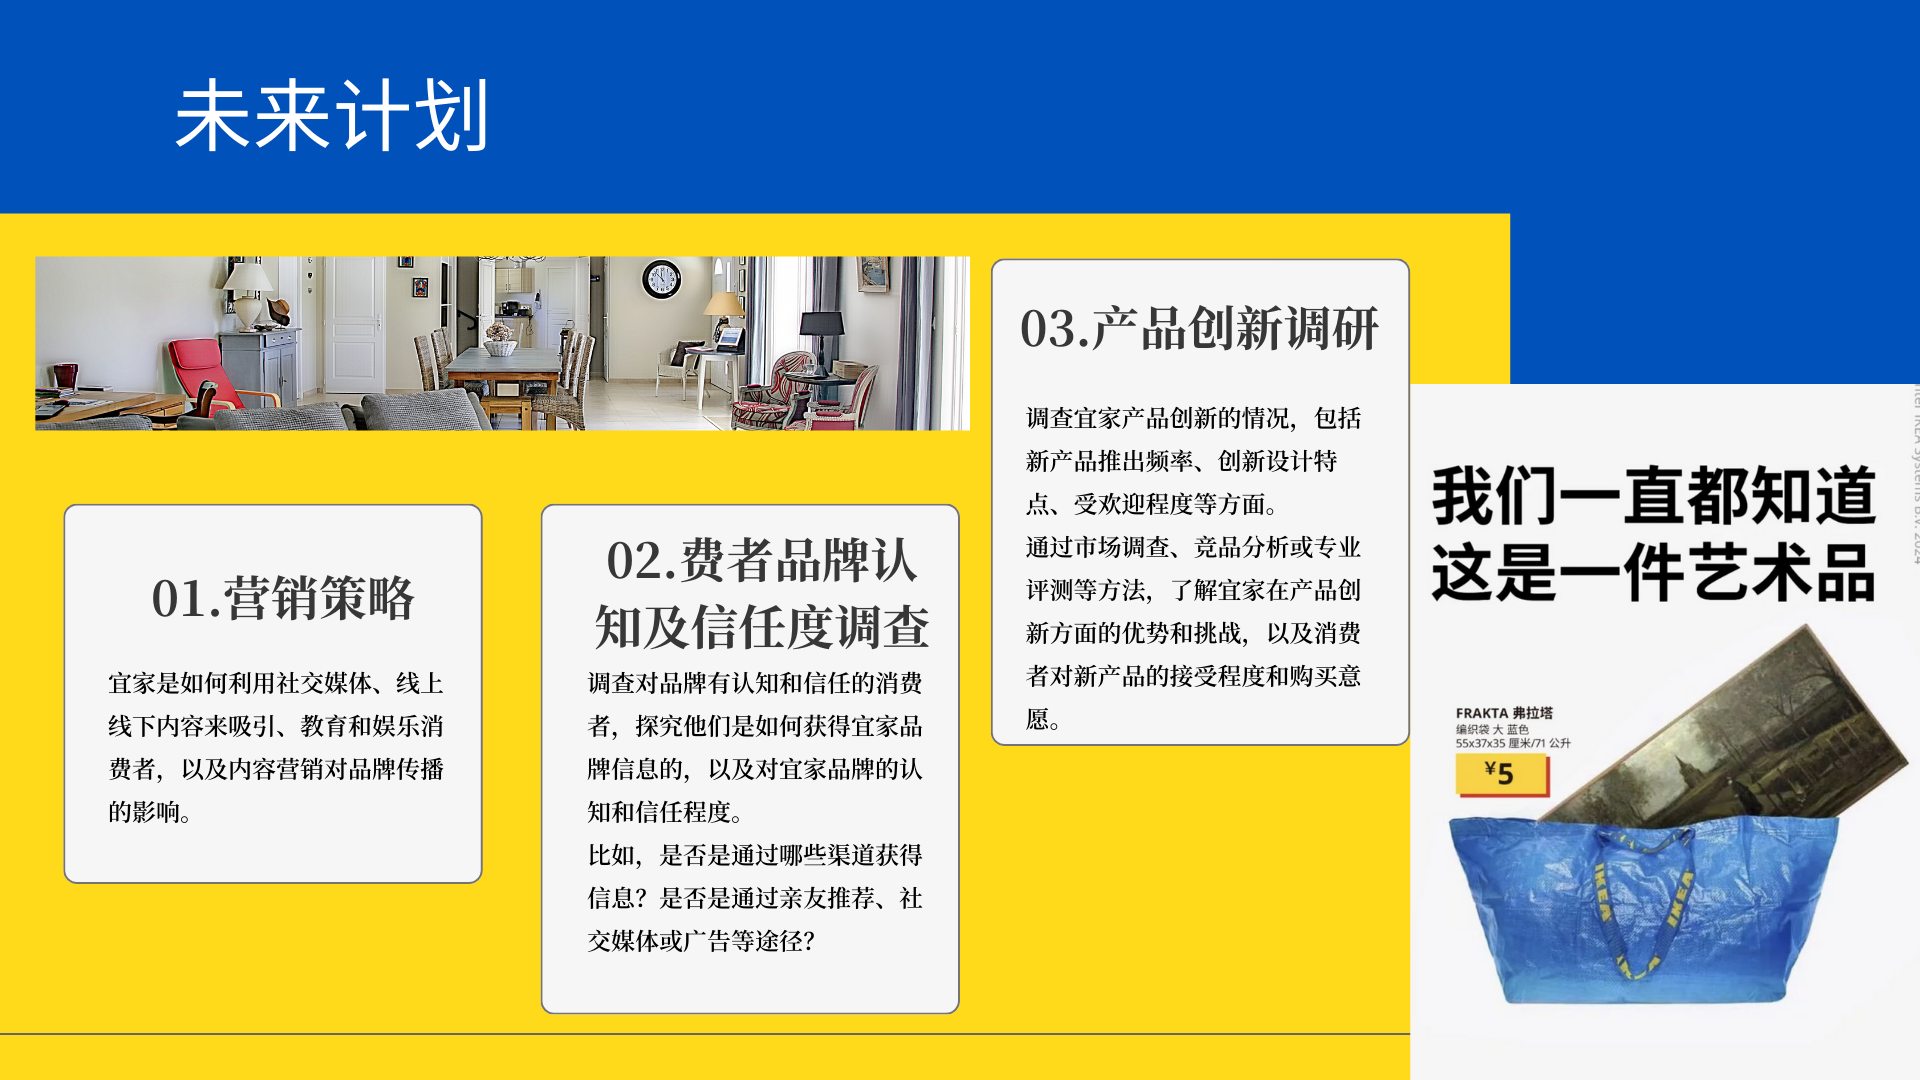 未来计划
01.营销策略
宜家是如何利用社交媒体、线上
线下内容来吸引、教育和娱乐消
费者，以及内容营销对品牌传播
的影响。
02.费者品牌认
知及信任度调查
调查对品牌有认知和信任的消费
者，探究他们是如何获得宜家品
牌信息的，以及对宜家品牌的认
知和信任程度。
比如，是否是通过哪些渠道获得
信息？是否是通过亲友推荐、社
交媒体或广告等途径？
03.产品创新调研
调查宜家产品创新的情况，包括
新产品推出频率、创新设计特
点、受欢迎程度等方面。
通过市场调查、竞品分析或专业
评测等方法，了解宜家在产品创
新方面的优势和挑战，以及消费
者对新产品的接受程度和购买意
愿。
我们一直都知道
这是一件艺术品
FRAKTA 弗拉塔
编织袋 大 蓝色
55x37x35 厘米/71 公升
¥5
IKEA
IKEA
IKEA Systems B.V. 2024